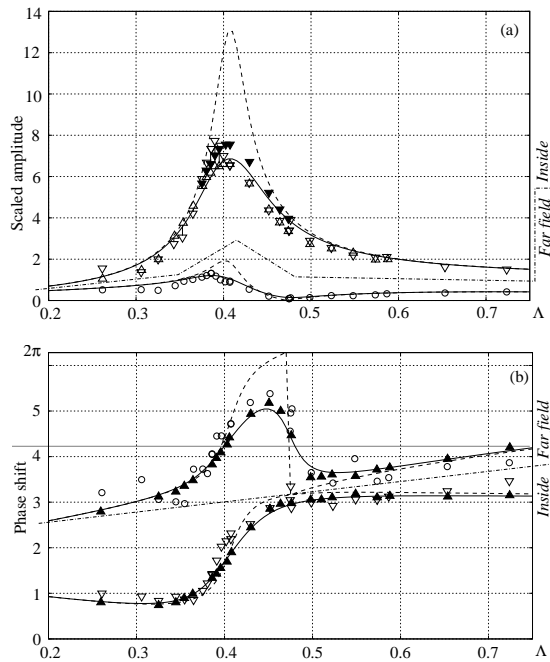 14
(a)
12
10
Scaled amplitude
8
6
4
2
0
Inside
Far field
0.2
0.3
0.4
0.5
0.6
0.7
Λ
2π
(b)
5
4
Phase shift
3
2
1
0
Far field
Inside
0.2
0.3
0.4
0.5
0.6
0.7
Λ